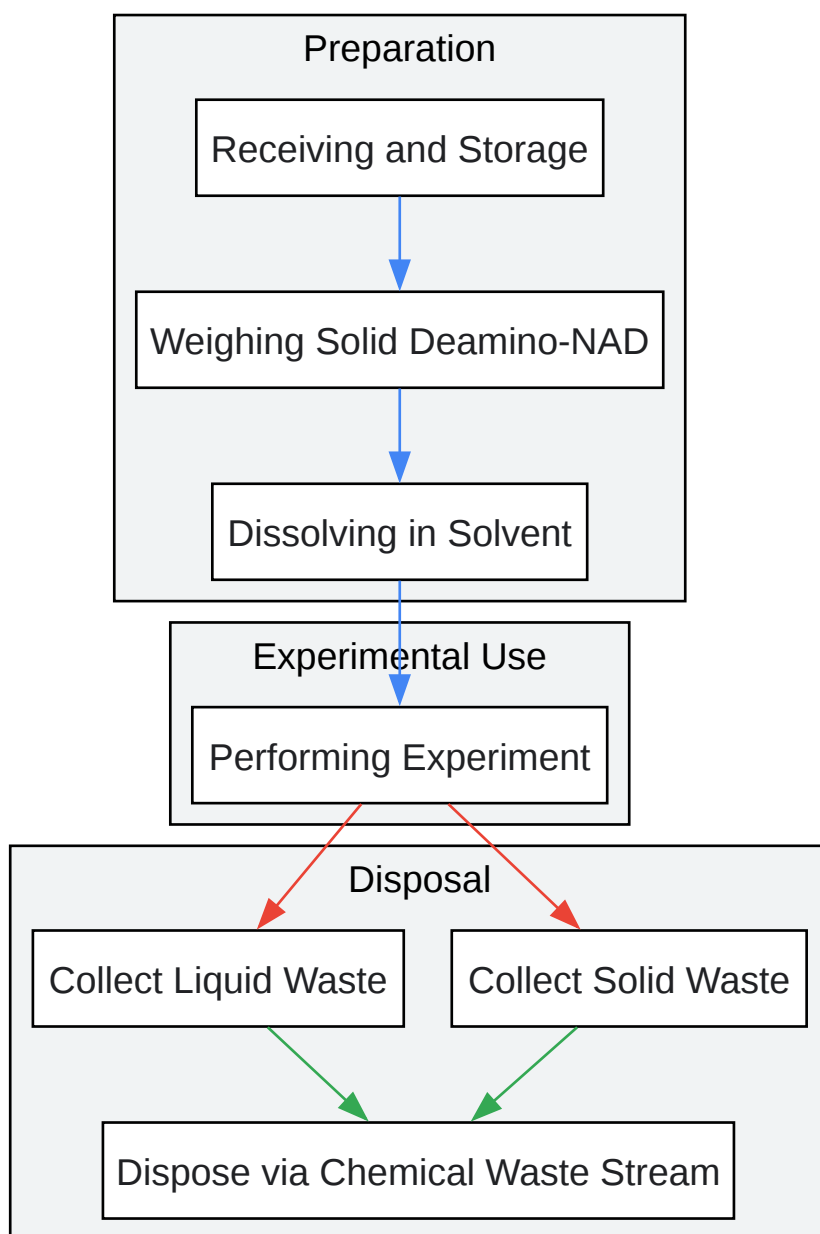 Preparation
Receiving and Storage
Weighing Solid Deamino-NAD
Dissolving in Solvent
Experimental Use
Performing Experiment
Disposal
Collect Liquid Waste
Collect Solid Waste
Dispose via Chemical Waste Stream